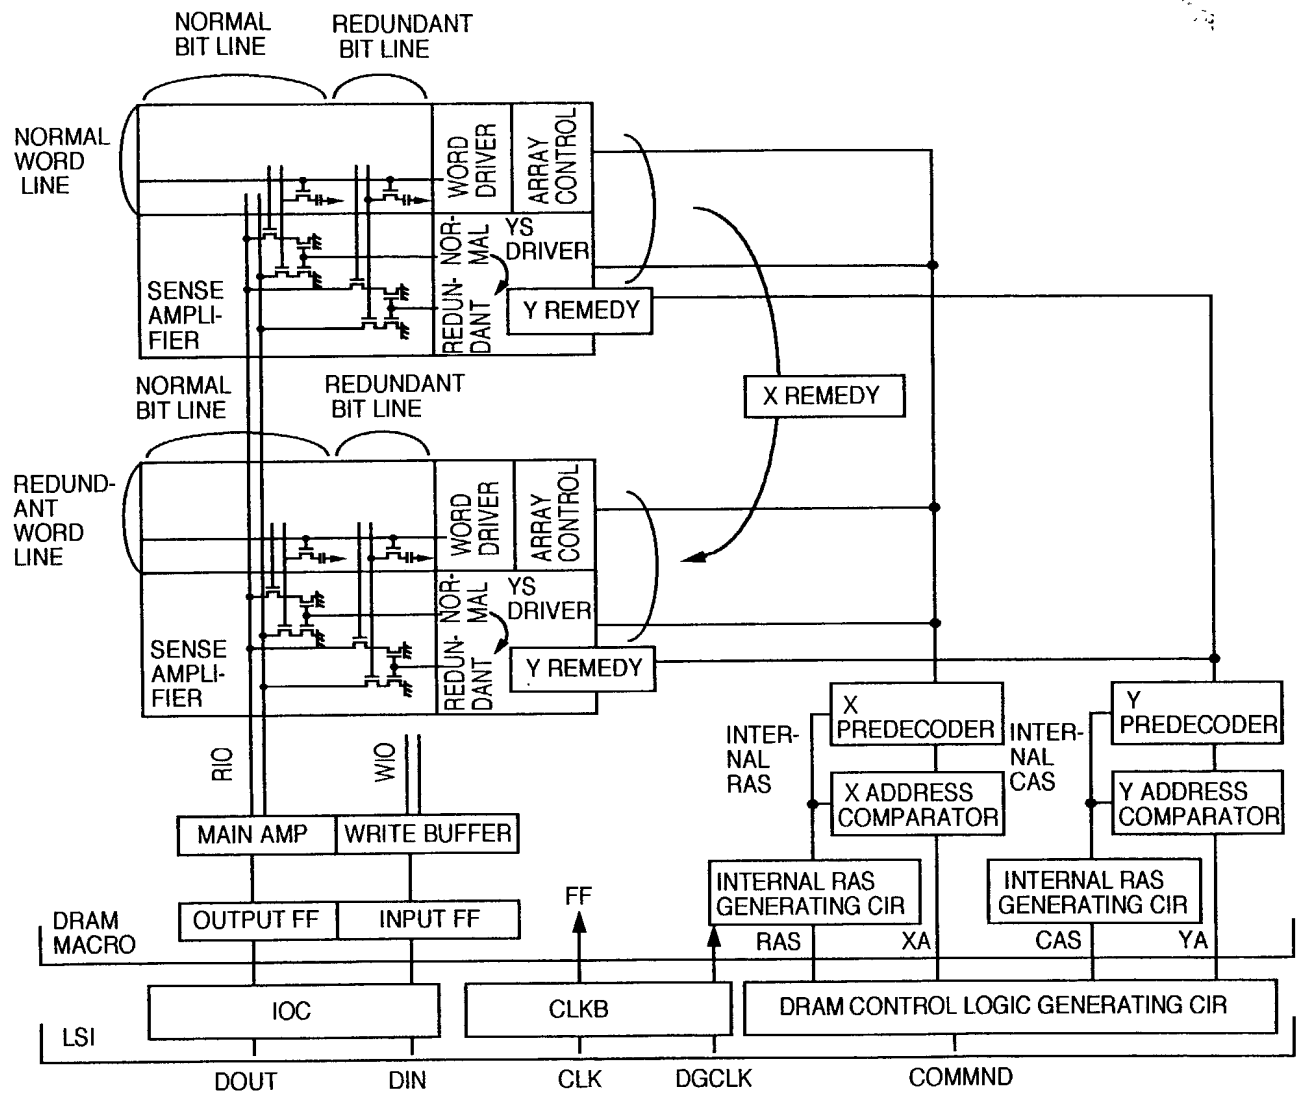 NORMAL
BIT LINE
REDUNDANT
BIT LINE
NORMAL
WORD
LINE
WORD
DRIVER
ARRAY
CONTROL
NOR-
MAL
YS
DRIVER
REDUN-
DANT
Y REMEDY
SENSE
AMPLI-
FIER
X REMEDY
NORMAL
BIT LINE
REDUNDANT
BIT LINE
REDUND-
ANT
WORD
LINE
WORD
DRIVER
ARRAY
CONTROL
NOR-
MAL
YS
DRIVER
REDUN-
DANT
Y REMEDY
SENSE
AMPLI-
FIER
RIO
WIO
INTER-
NAL
RAS
X
PREDECODER
INTER-
NAL
CAS
Y
PREDECODER
X ADDRESS
COMPARATOR
Y ADDRESS
COMPARATOR
MAIN AMP
WRITE BUFFER
INTERNAL RAS
GENERATING CIR
INTERNAL RAS
GENERATING CIR
OUTPUT FF
INPUT FF
FF
DRAM
MACRO
RAS
XA
CAS
YA
IOC
CLKB
DRAM CONTROL LOGIC GENERATING CIR
LSI
DOUT
DIN
CLK
DGCLK
COMMND